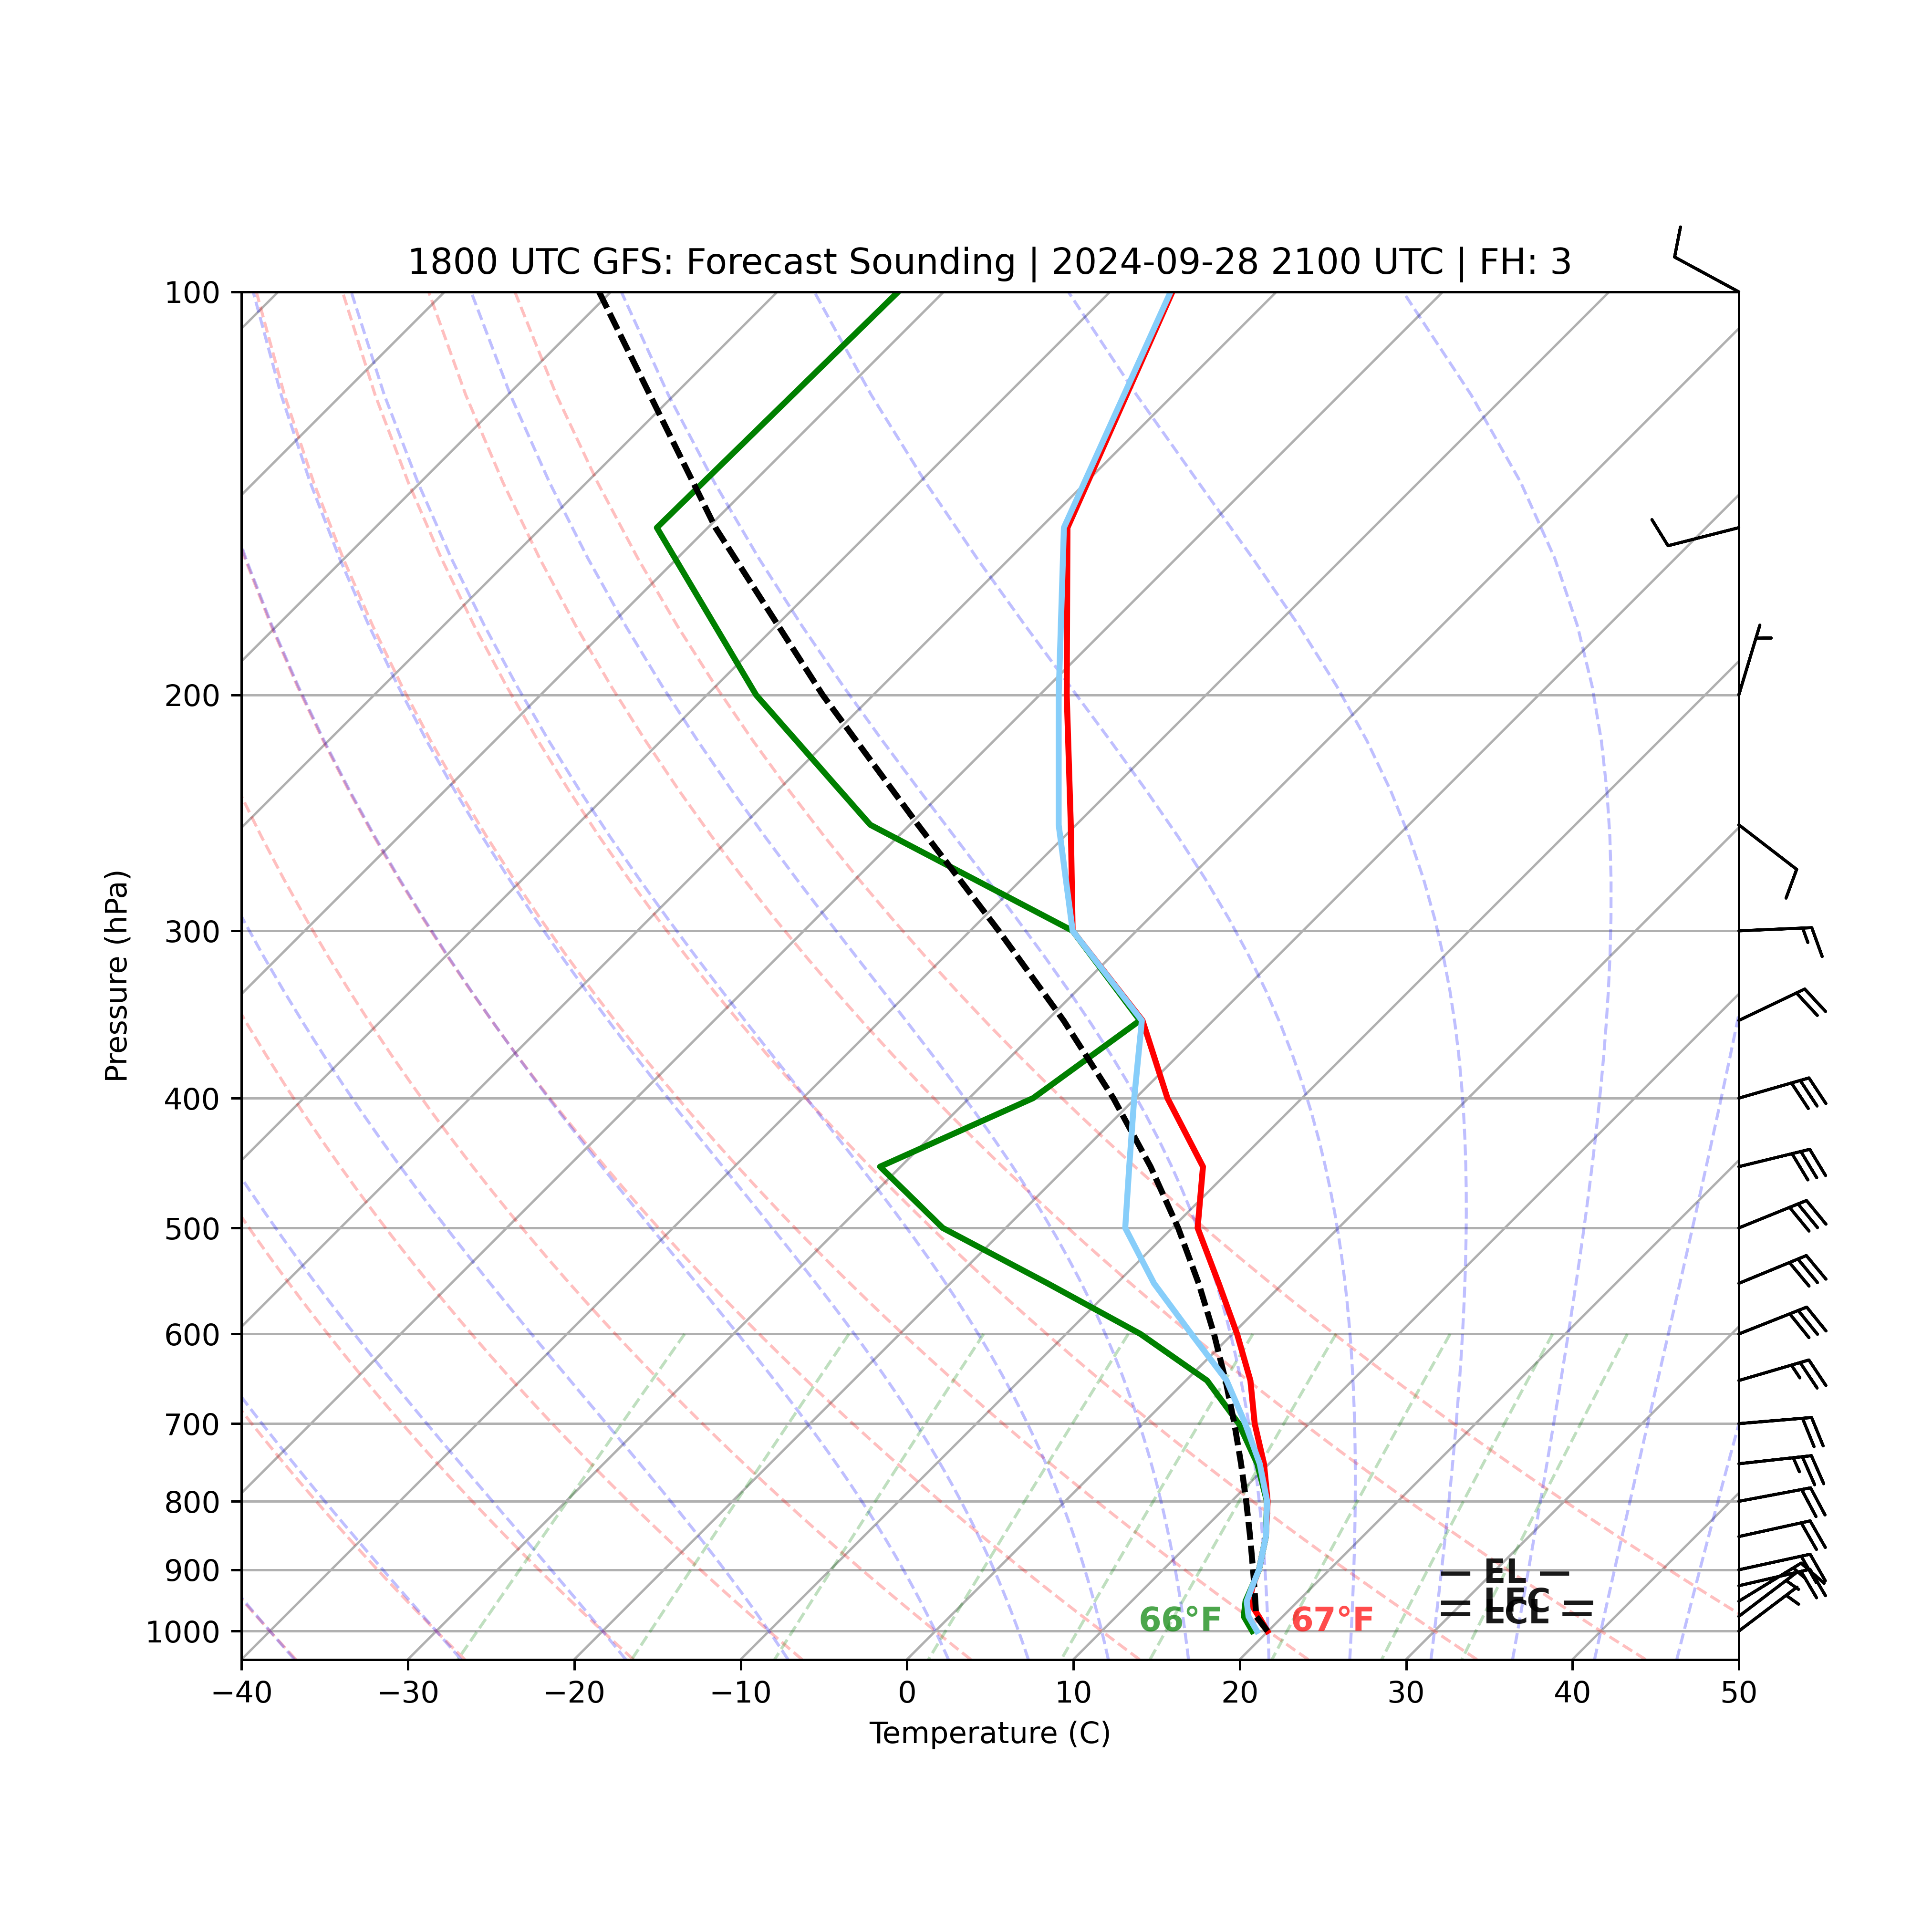 1800 UTC GFS: Forecast Sounding | 2024-09-28 2100 UTC | FH: 3
100
200
300
400
500
600
700
800
900
1000
Pressure (hPa)
— EL —
— LFC —
— LCL —
66°F
67°F
−40 −30 −20 −10 0 10 20 30 40 50
Temperature (C)